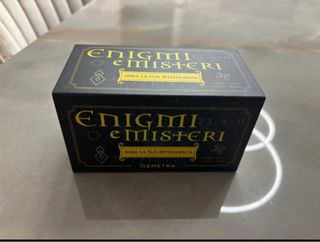 ENIGMI
E MISTERI
SFIDA LA TUA INTELLIGENZA
ENIGMI
E MISTERI
SFIDA LA TUA INTELLIGENZA
DEMETRA